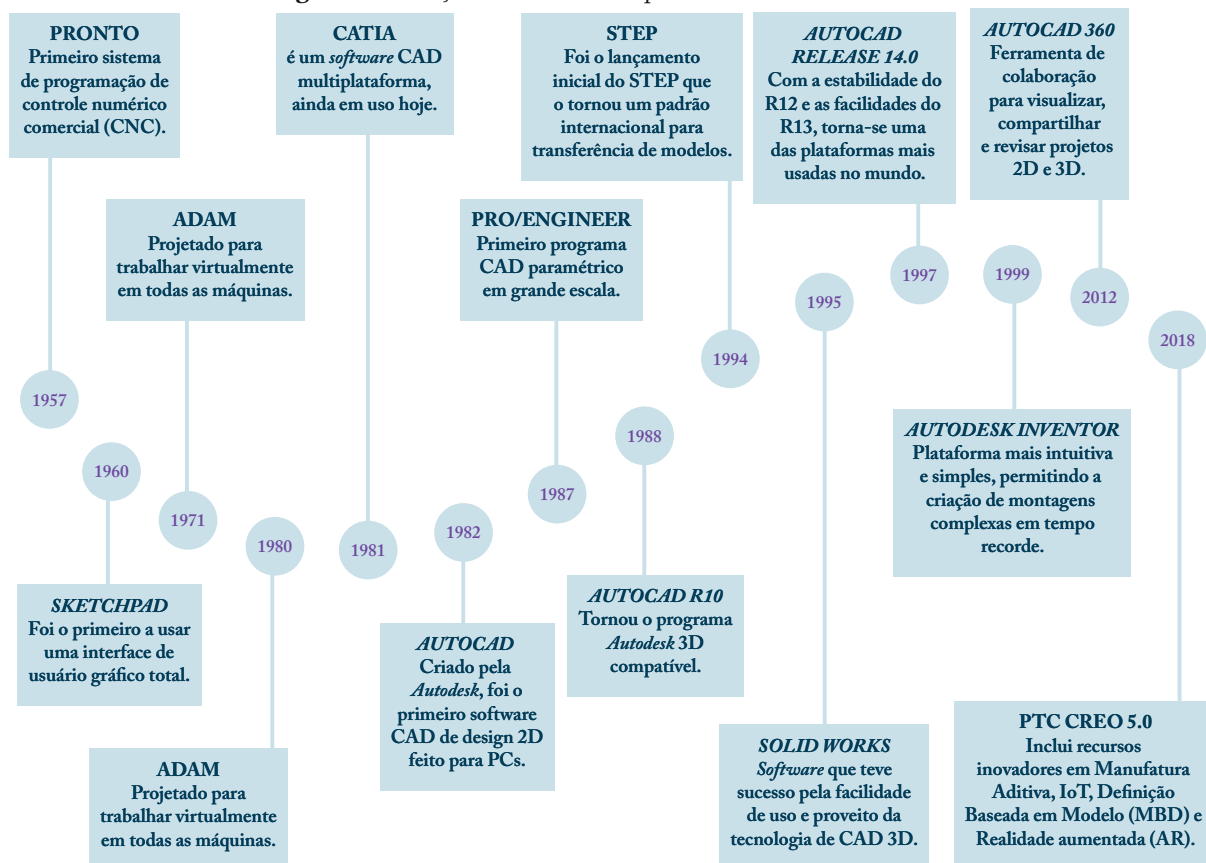 PRONTO
Primeiro sistema
de programação de
controle numérico
comercial (CNC).
1957
1960
SKETCHPAD
Foi o primeiro a usar
uma interface de
usuário gráfico total.
ADAM
Projetado para
trabalhar virtualmente
em todas as máquinas.
1971
1980
ADAM
Projetado para
trabalhar virtualmente
em todas as máquinas.
CATIA
é um software CAD
multiplataforma,
ainda em uso hoje.
1981
1982
AUTOCAD
Criado pela
Autodesk, foi o
primeiro software
CAD de design 2D
feito para PCs.
PRO/ENGINEER
Primeiro programa
CAD paramétrico
em grande escala.
1987
1988
AUTOCAD R10
Tornou o programa
Autodesk 3D
compatível.
STEP
Foi o lançamento
inicial do STEP que
o tornou um padrão
internacional para
transferência de modelos.
1994
1995
SOLID WORKS
Software que teve
sucesso pela facilidade
de uso e proveito da
tecnologia de CAD 3D.
AUTOCAD
RELEASE 14.0
Com a estabilidade do
R12 e as facilidades do
R13, torna-se uma
das plataformas mais
usadas no mundo.
1997
1999
AUTODESK INVENTOR
Plataforma mais intuitiva
e simples, permitindo a
criação de montagens
complexas em tempo
recorde.
AUTOCAD 360
Ferramenta de
colaboração
para visualizar,
compartilhar
e revisar projetos
2D e 3D.
2012
2018
PTC CREO 5.0
Inclui recursos
inovadores em Manufatura
Aditiva, IoT, Definição
Baseada em Modelo (MBD) e
Realidade aumentada (AR).